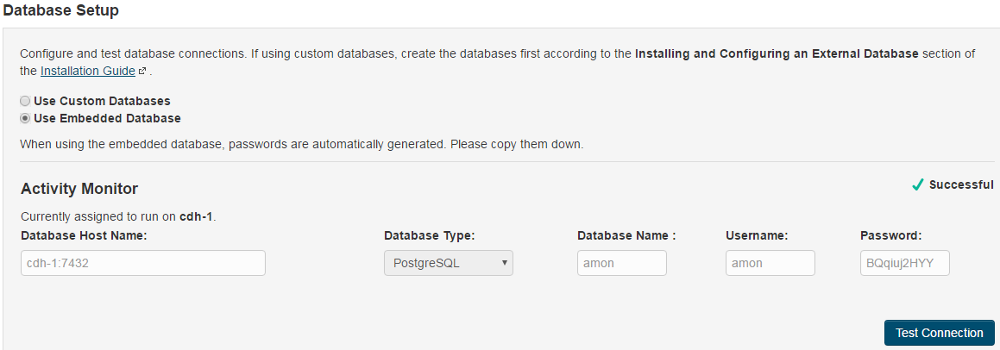 Database Setup
Configure and test database connections. If using custom databases, create the databases first according to the Installing and Configuring an External Database section of
the Installation Guide .
Use Custom Databases
Use Embedded Database
When using the embedded database, passwords are automatically generated. Please copy them down.
Activity Monitor
Successful
Currently assigned to run on cdh-1.
Database Host Name: Database Type: Database Name : Username: Password:
cdh-1:7432 PostgreSQL amon amon BQqiuj2HYY
Test Connection